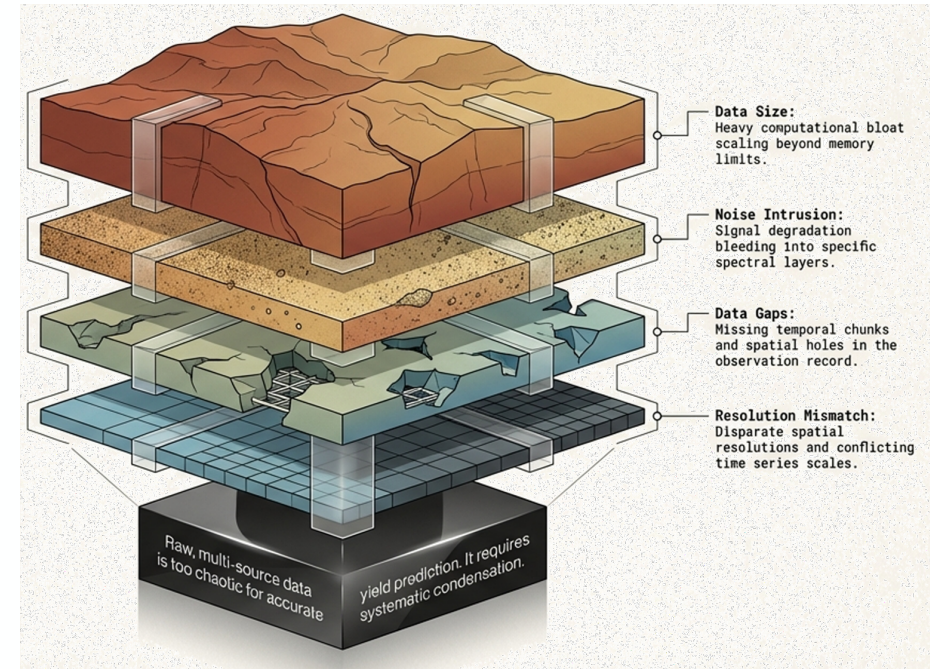 Data Size:
Heavy computational bloat
scaling beyond memory
limits.
Noise Intrusion:
SIgnal degradation
bleeding into specific
spectral layers.
Data Gaps:
Missing temporal chunks
and spatial holes in the
observation record.
Resolution Mismatch:
Disparate spatial
resolutions and conflicting
time series scales.
Raw, multi-source data
is too chaotic for accurate
yield predIction. It requires
systematic condensation.